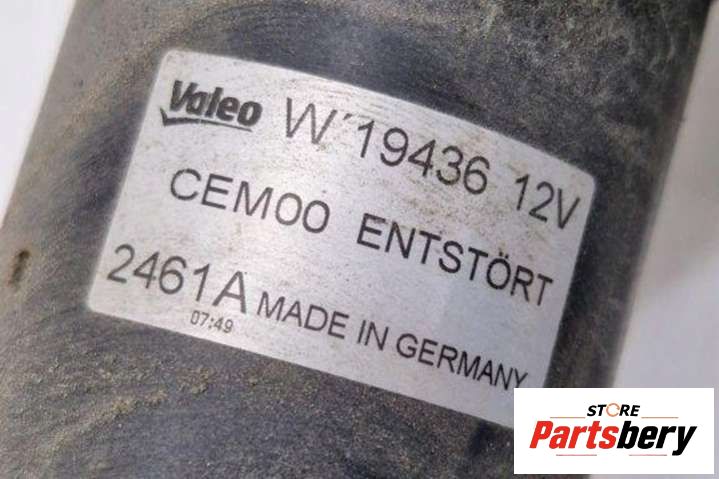 Valeo W´19436 12V
CEM00 ENTSTÖRT
2461A MADE IN GERMANY
07:49
STORE
Partsbery